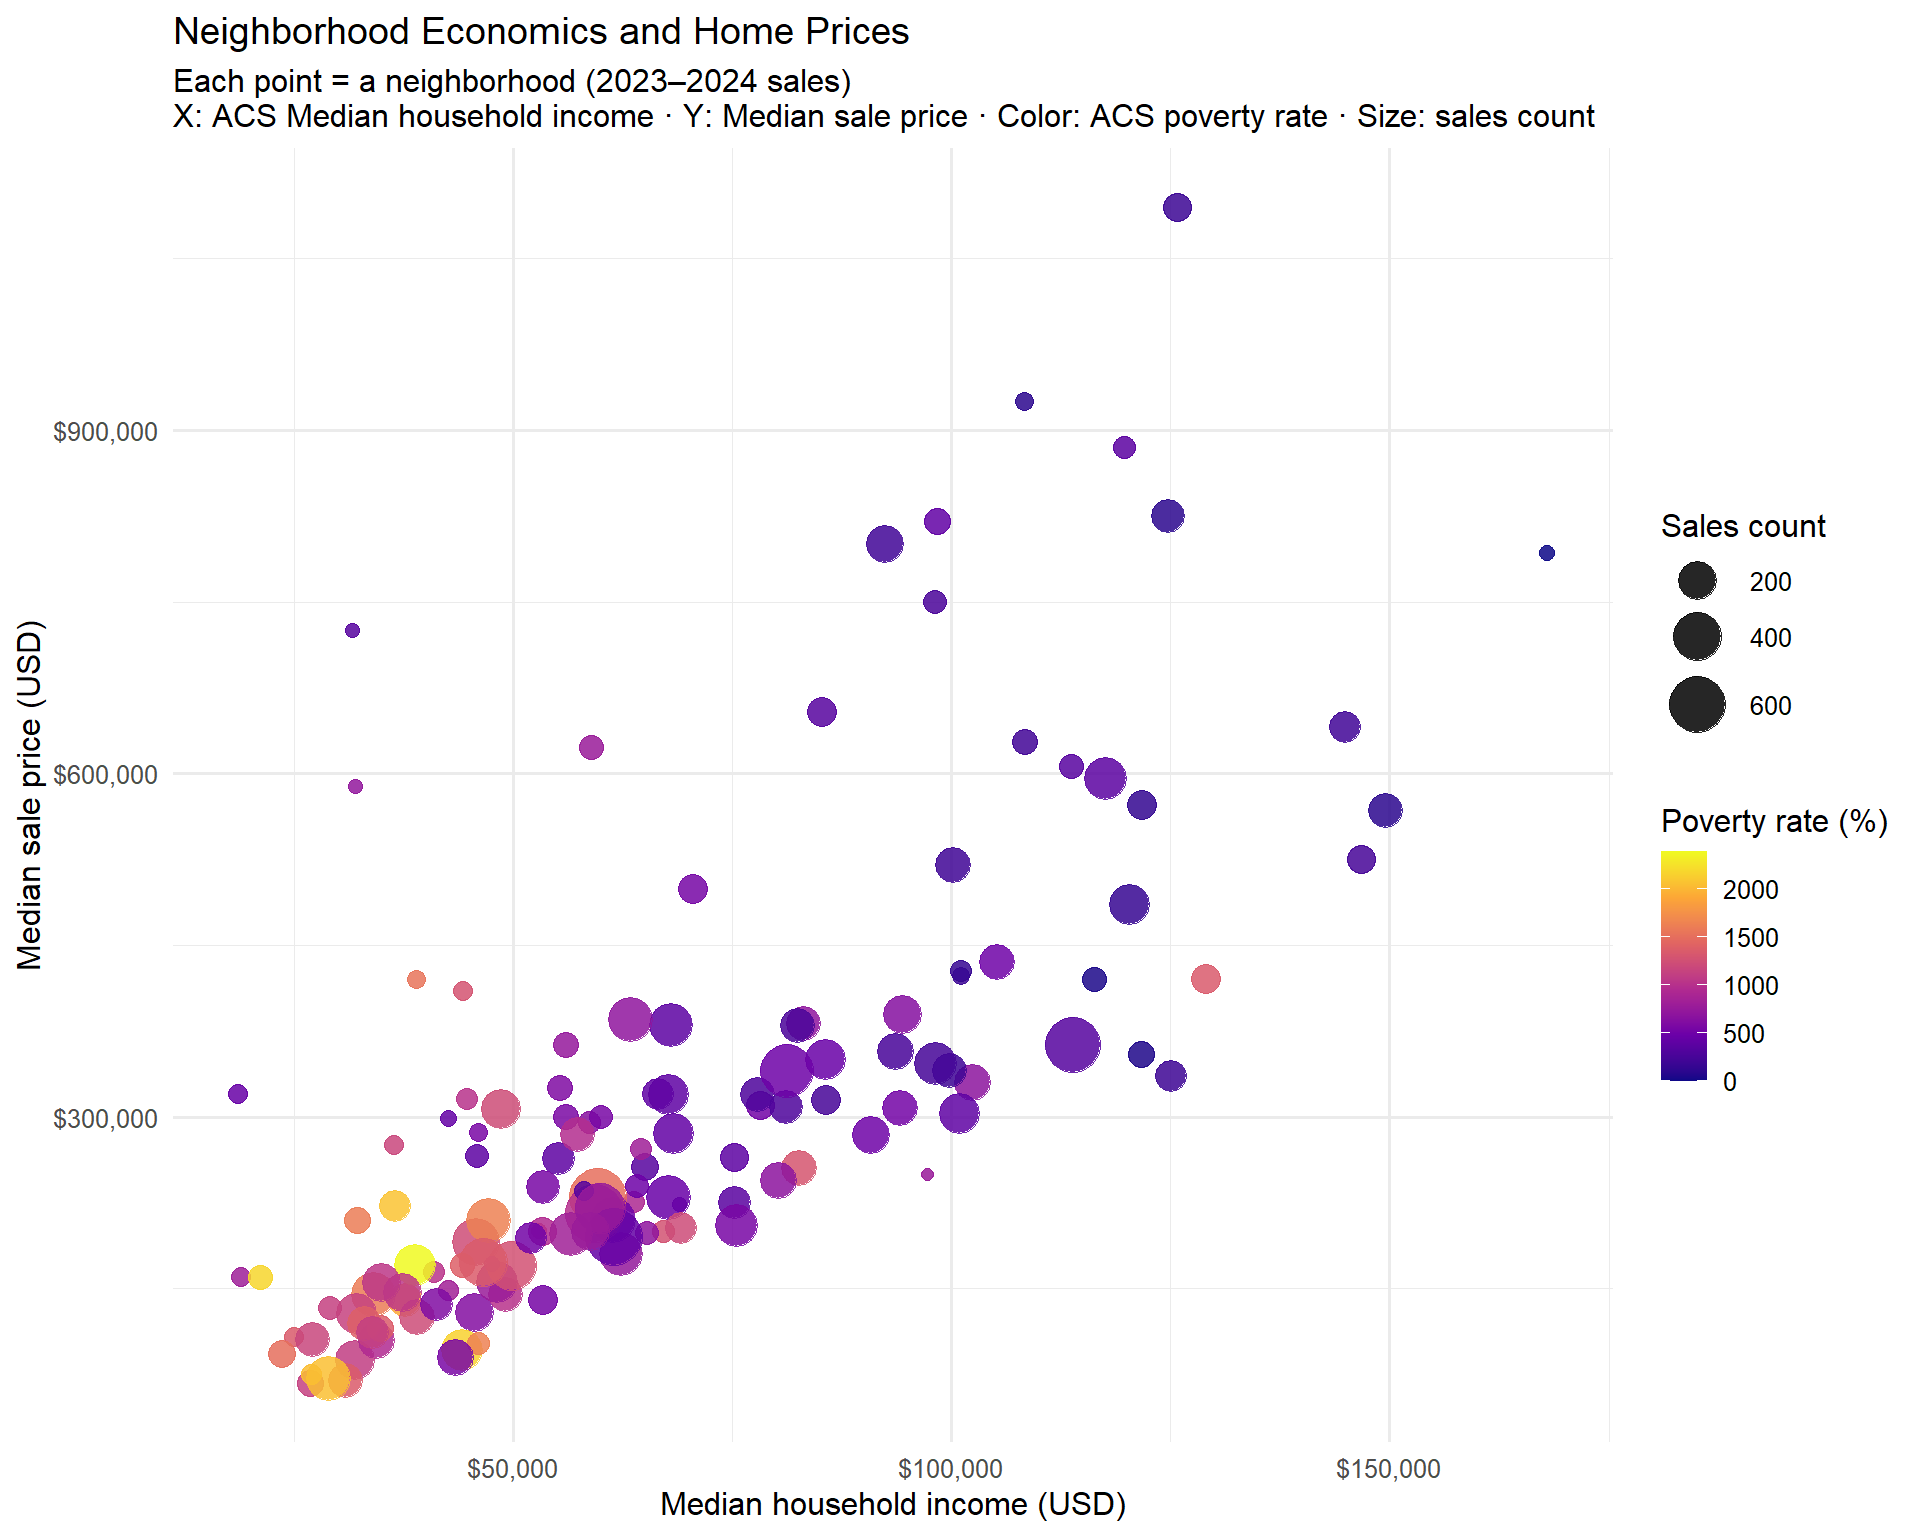 Neighborhood Economics and Home Prices
Each point = a neighborhood (2023–2024 sales)
X: ACS Median household income · Y: Median sale price · Color: ACS poverty rate · Size: sales count
Median sale price (USD)
$900,000
$600,000
$300,000
$50,000
$100,000
$150,000
Median household income (USD)
Sales count
200
400
600
Poverty rate (%)
2000
1500
1000
500
0